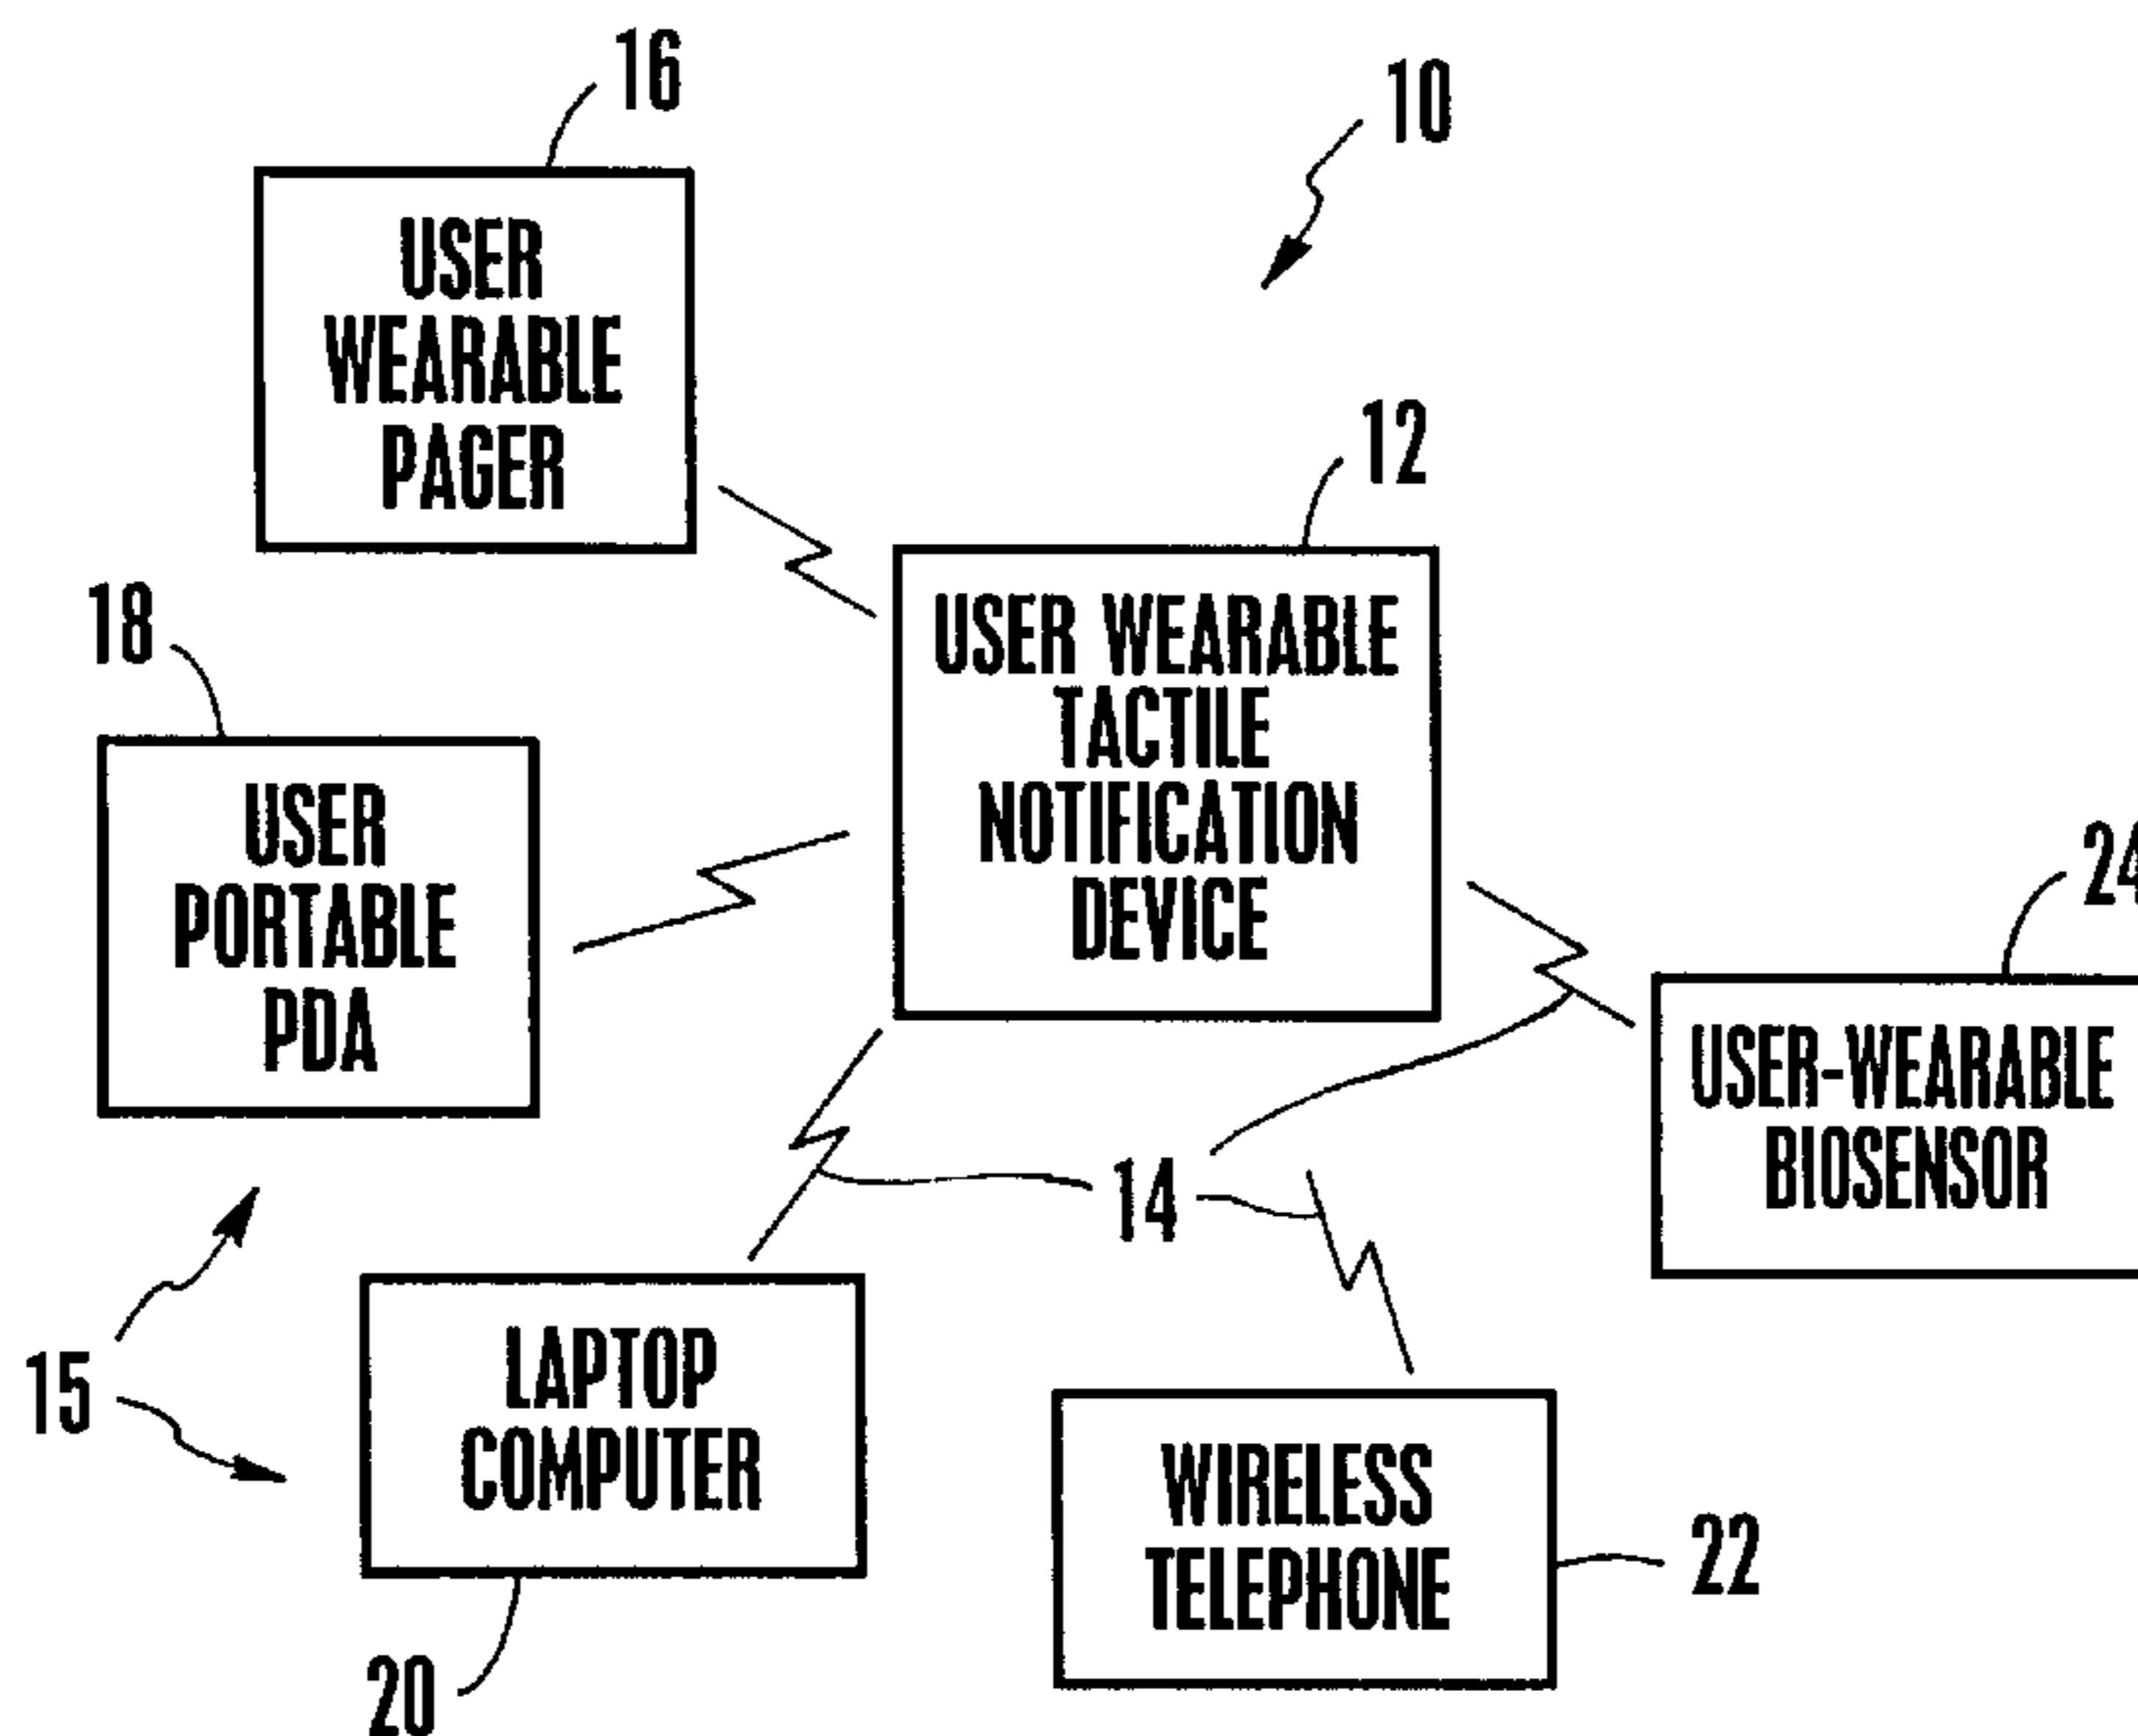 16
10
USER
WEARABLE
PAGER
12
18
USER WEARABLE
TACTILE
NOTIFICATION
DEVICE
USER
PORTABLE
PDA
24
USER-WEARABLE
BIOSENSOR
14
15
LAPTOP
COMPUTER
WIRELESS
TELEPHONE
22
20